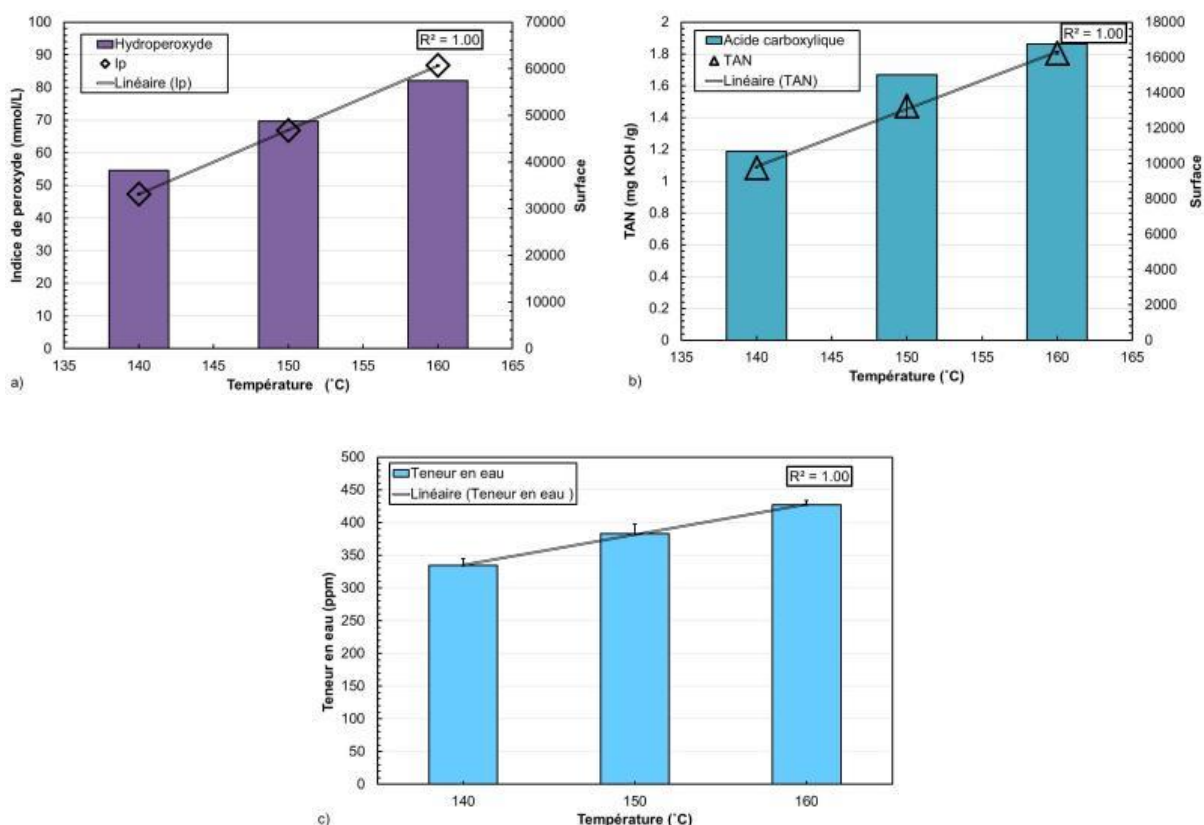 100
90
80
70
60
50
40
30
20
10
0
Indice de peroxyde (mmol/L)
Hydroperoxyde
Ip
Linéaire (Ip)
R² = 1.00
70000
60000
50000
40000
30000
20000
10000
0
Surface
135 140 145 150 155 160 165
Température (˚C)
a)
2
1.8
1.6
1.4
1.2
1
0.8
0.6
0.4
0.2
0
TAN (mg KOH /g)
Acide carboxylique
TAN
Linéaire (TAN)
R² = 1.00
18000
16000
14000
12000
10000
8000
6000
4000
2000
0
Surface
135 140 145 150 155 160 165
Température (˚C)
b)
500
450
400
350
300
250
200
150
100
50
0
Teneur en eau (ppm)
Teneur en eau
Linéaire (Teneur en eau )
R² = 1.00
140 150 160
Température (˚C)
c)